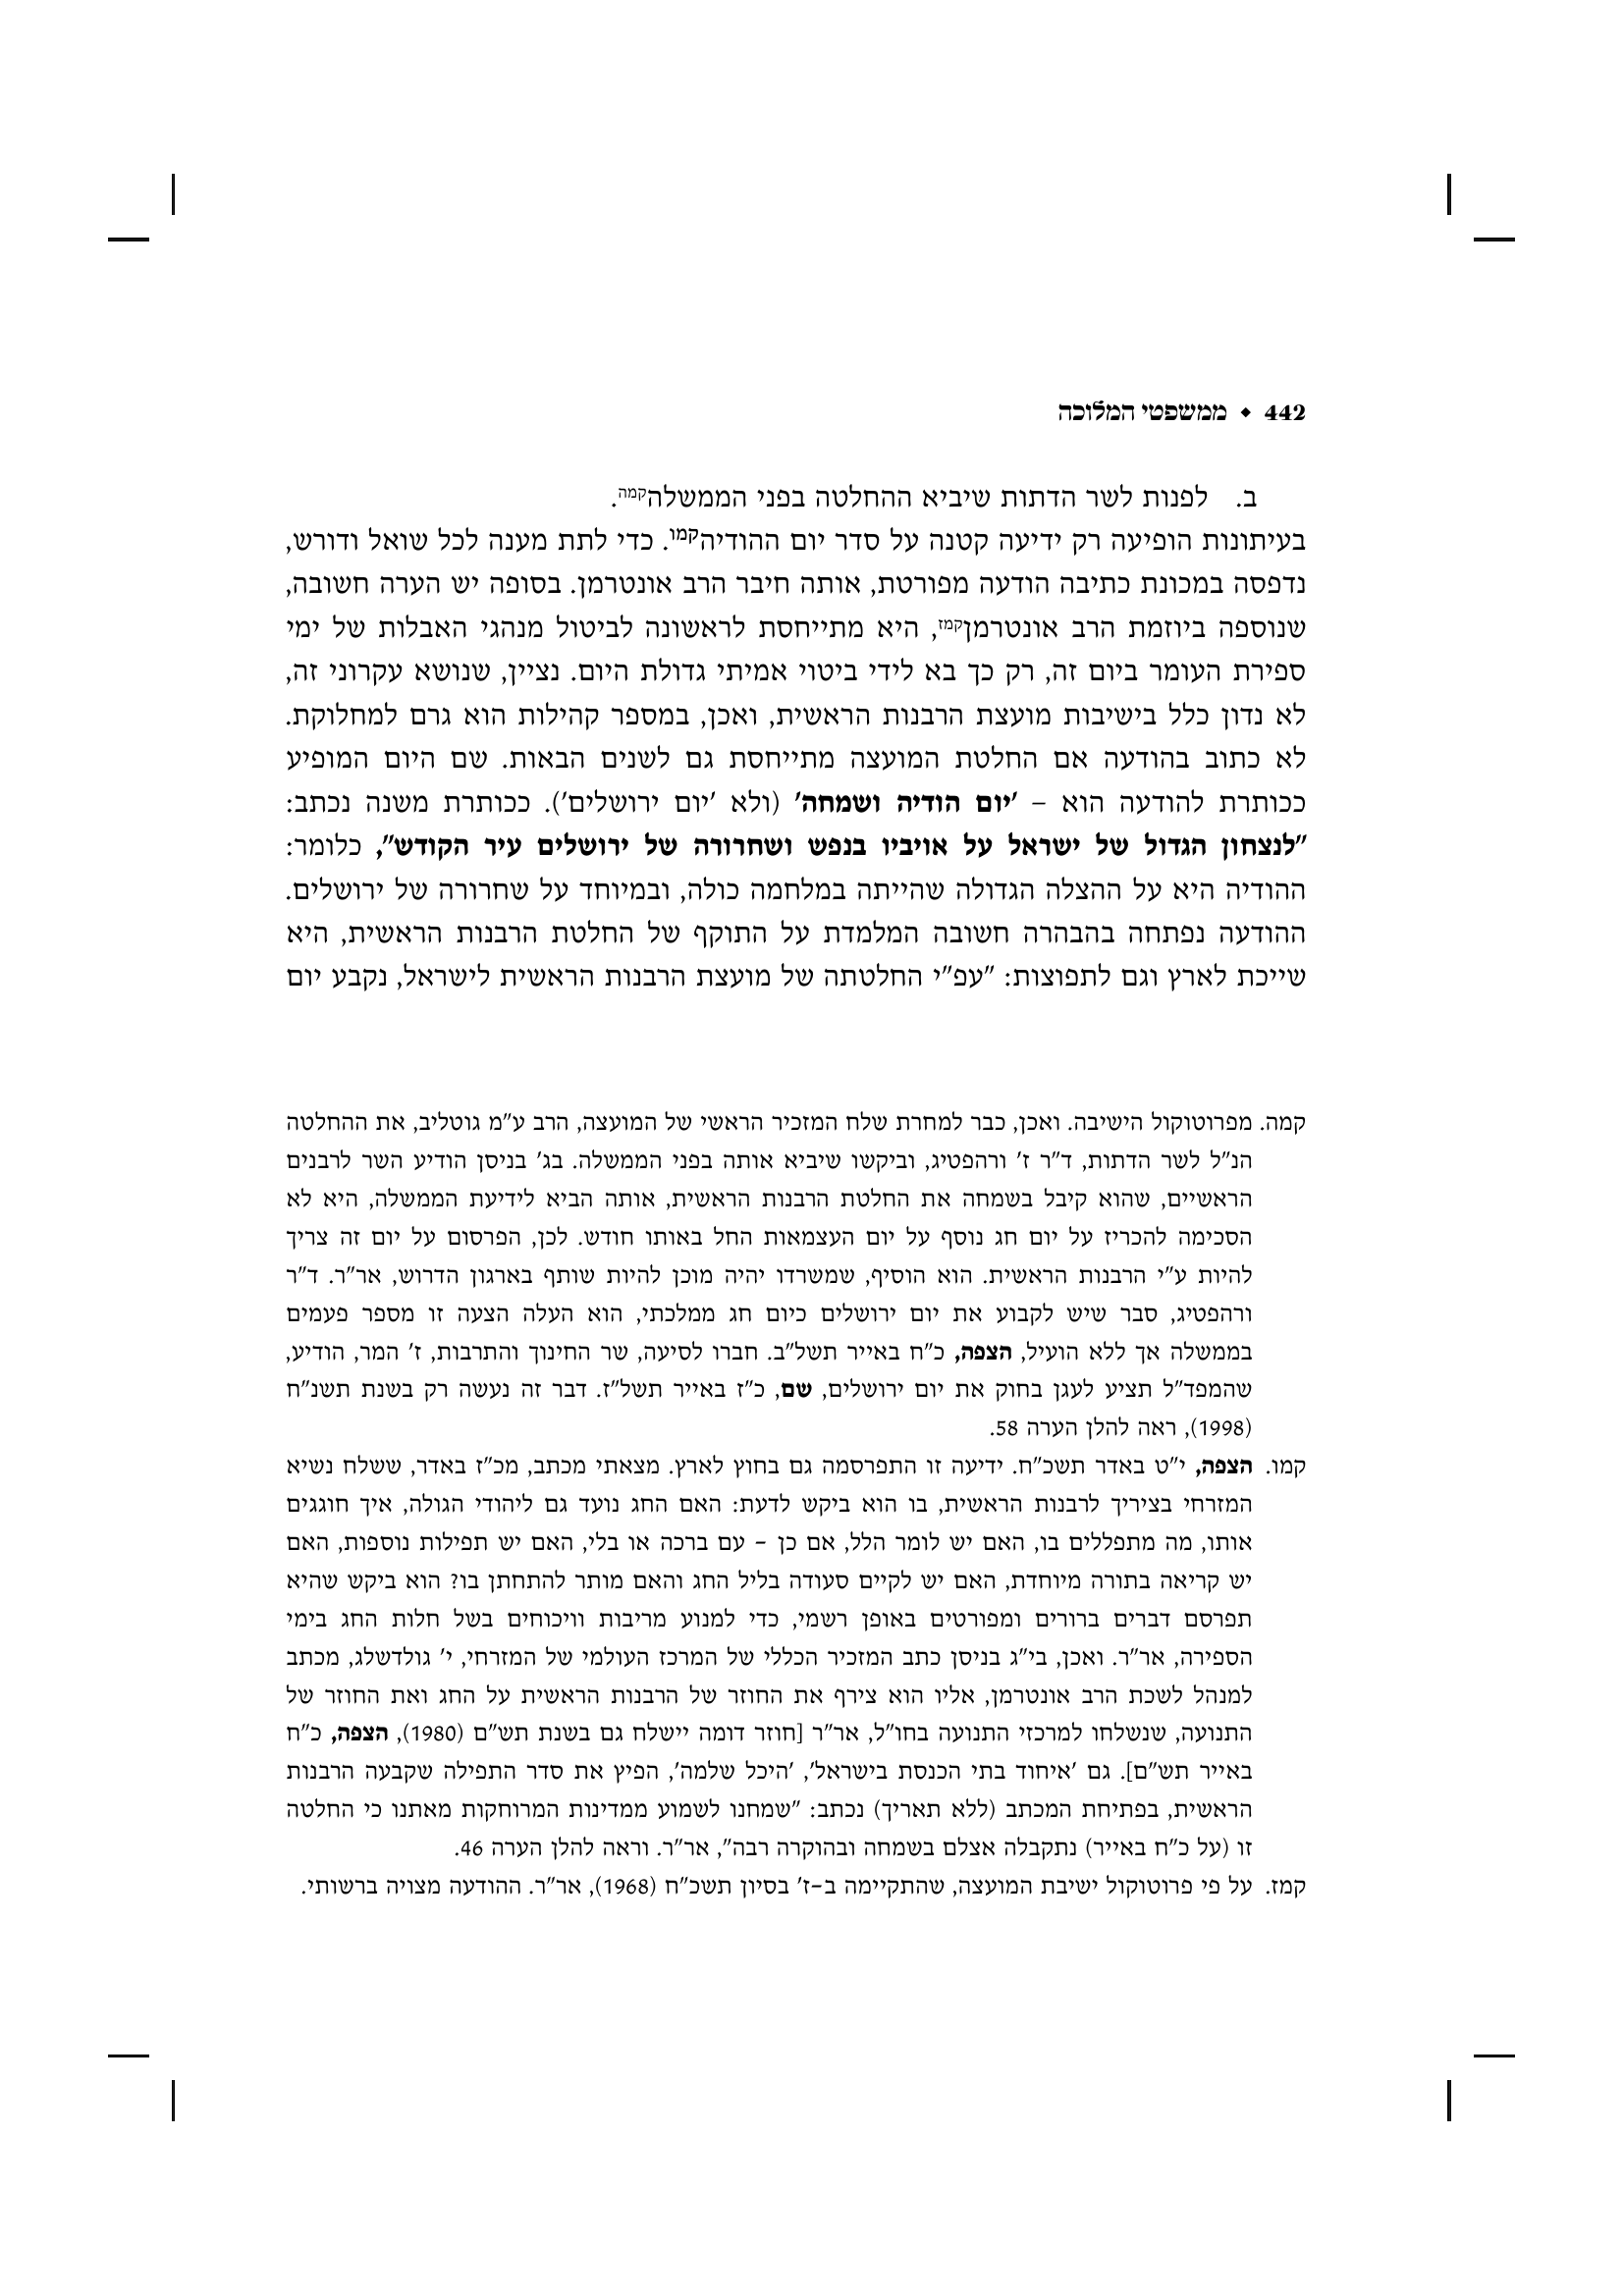 442 ◆ ממשפטי המלוכה
ב. לפנות לשר הדתות שיביא ההחלטה בפני הממשלהקמה.
בעיתונות הופיעה רק ידיעה קטנה על סדר יום ההודיהקמו. כדי לתת מענה לכל שואל ודורש,
נדפסה במכונת כתיבה הודעה מפורטת, אותה חיבר הרב אונטרמן. בסופה יש הערה חשובה,
שנוספה ביוזמת הרב אונטרמןקמז, היא מתייחסת לראשונה לביטול מנהגי האבלות של ימי
ספירת העומר ביום זה, רק כך בא לידי ביטוי אמיתי גדולת היום. נציין, שנושא עקרוני זה,
לא נדון כלל בישיבות מועצת הרבנות הראשית, ואכן, במספר קהילות הוא גרם למחלוקת.
לא כתוב בהודעה אם החלטת המועצה מתייחסת גם לשנים הבאות. שם היום המופיע
ככותרת להודעה הוא – 'יום הודיה ושמחה' (ולא 'יום ירושלים'). ככותרת משנה נכתב:
"לנצחון הגדול של ישראל על אויביו בנפש ושחרורה של ירושלים עיר הקודש", כלומר:
ההודיה היא על ההצלה הגדולה שהייתה במלחמה כולה, ובמיוחד על שחרורה של ירושלים.
ההודעה נפתחה בהבהרה חשובה המלמדת על התוקף של החלטת הרבנות הראשית, היא
שייכת לארץ וגם לתפוצות: "עפ"י החלטתה של מועצת הרבנות הראשית לישראל, נקבע יום
קמה. מפרוטוקול הישיבה. ואכן, כבר למחרת שלח המזכיר הראשי של המועצה, הרב ע"מ גוטליב, את ההחלטה
הנ"ל לשר הדתות, ד"ר ז' ורהפטיג, וביקשו שיביא אותה בפני הממשלה. בג' בניסן הודיע השר לרבנים
הראשיים, שהוא קיבל בשמחה את החלטת הרבנות הראשית, אותה הביא לידיעת הממשלה, היא לא
הסכימה להכריז על יום חג נוסף על יום העצמאות החל באותו חודש. לכן, הפרסום על יום זה צריך
להיות ע"י הרבנות הראשית. הוא הוסיף, שמשרדו יהיה מוכן להיות שותף בארגון הדרוש, אר"ר. ד"ר
ורהפטיג, סבר שיש לקבוע את יום ירושלים כיום חג ממלכתי, הוא העלה הצעה זו מספר פעמים
בממשלה אך ללא הועיל, הצפה, כ"ח באייר תשל"ב. חברו לסיעה, שר החינוך והתרבות, ז' המר, הודיע,
שהמפד"ל תציע לעגן בחוק את יום ירושלים, שם, כ"ז באייר תשל"ז. דבר זה נעשה רק בשנת תשנ"ח
(1998), ראה להלן הערה 58.
קמו. הצפה, י"ט באדר תשכ"ח. ידיעה זו התפרסמה גם בחוץ לארץ. מצאתי מכתב, מכ"ז באדר, ששלח נשיא
המזרחי בציריך לרבנות הראשית, בו הוא ביקש לדעת: האם החג נועד גם ליהודי הגולה, איך חוגגים
אותו, מה מתפללים בו, האם יש לומר הלל, אם כן – עם ברכה או בלי, האם יש תפילות נוספות, האם
יש קריאה בתורה מיוחדת, האם יש לקיים סעודה בליל החג והאם מותר להתחתן בו? הוא ביקש שהיא
תפרסם דברים ברורים ומפורטים באופן רשמי, כדי למנוע מריבות וויכוחים בשל חלות החג בימי
הספירה, אר"ר. ואכן, בי"ג בניסן כתב המזכיר הכללי של המרכז העולמי של המזרחי, י' גולדשלג, מכתב
למנהל לשכת הרב אונטרמן, אליו הוא צירף את החוזר של הרבנות הראשית על החג ואת החוזר של
התנועה, שנשלחו למרכזי התנועה בחו"ל, אר"ר [חוזר דומה יישלח גם בשנת תש"ם (1980), הצפה, כ"ח
באייר תש"ם]. גם 'איחוד בתי הכנסת בישראל', 'היכל שלמה', הפיץ את סדר התפילה שקבעה הרבנות
הראשית, בפתיחת המכתב (ללא תאריך) נכתב: "שמחנו לשמוע ממדינות המרוחקות מאתנו כי החלטה
זו (על כ"ח באייר) נתקבלה אצלם בשמחה ובהוקרה רבה", אר"ר. וראה להלן הערה 46.
קמז. על פי פרוטוקול ישיבת המועצה, שהתקיימה ב–ז' בסיון תשכ"ח (1968), אר"ר. ההודעה מצויה ברשותי.